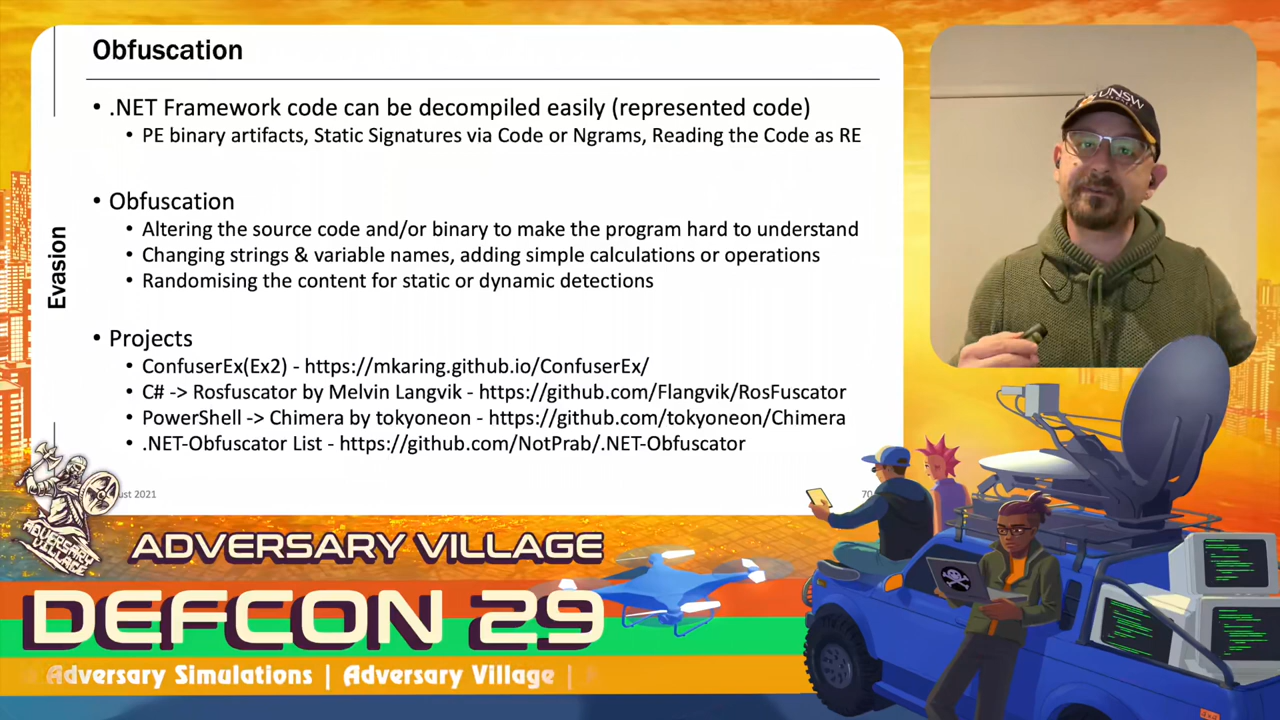 Obfuscation
• .NET Framework code can be decompiled easily (represented code)
• PE binary artifacts, Static Signatures via Code or Ngrams, Reading the Code as RE
• Obfuscation
• Altering the source code and/or binary to make the program hard to understand
• Changing strings & variable names, adding simple calculations or operations
• Randomising the content for static or dynamic detections
• Projects
• ConfuserEx(Ex2) - https://mkaring.github.io/ConfuserEx/
• C# -> Rosfuscator by Melvin Langvik - https://github.com/Flangvik/RosFuscator
• PowerShell -> Chimera by tokyoneon - https://github.com/tokyoneon/Chimera
• .NET-Obfuscator List - https://github.com/NotPrab/.NET-Obfuscator
Evasion
2021
70
UNSW
ADVERSARY
VILLAGE
ADVERSARY VILLAGE
DEFCON 29
Adversary Simulations | Adversary Village |